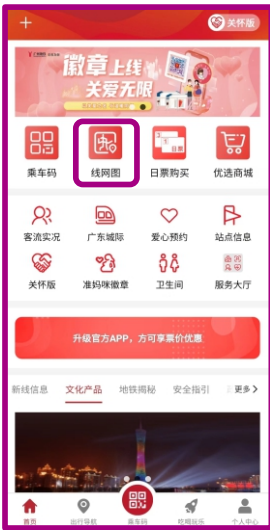 + 关怀版
徽章上线
关爱无限
乘车码 线网图 日票购买 优选商城
客流实况 广东城际 爱心预约 站点信息
关怀版 准妈咪徽章 卫生间 服务大厅
升级官方APP，方可享票价优惠
新线信息 文化产品 地铁揭秘 安全指引 更多>
首页 出行导航 乘车码 吃喝玩乐 个人中心